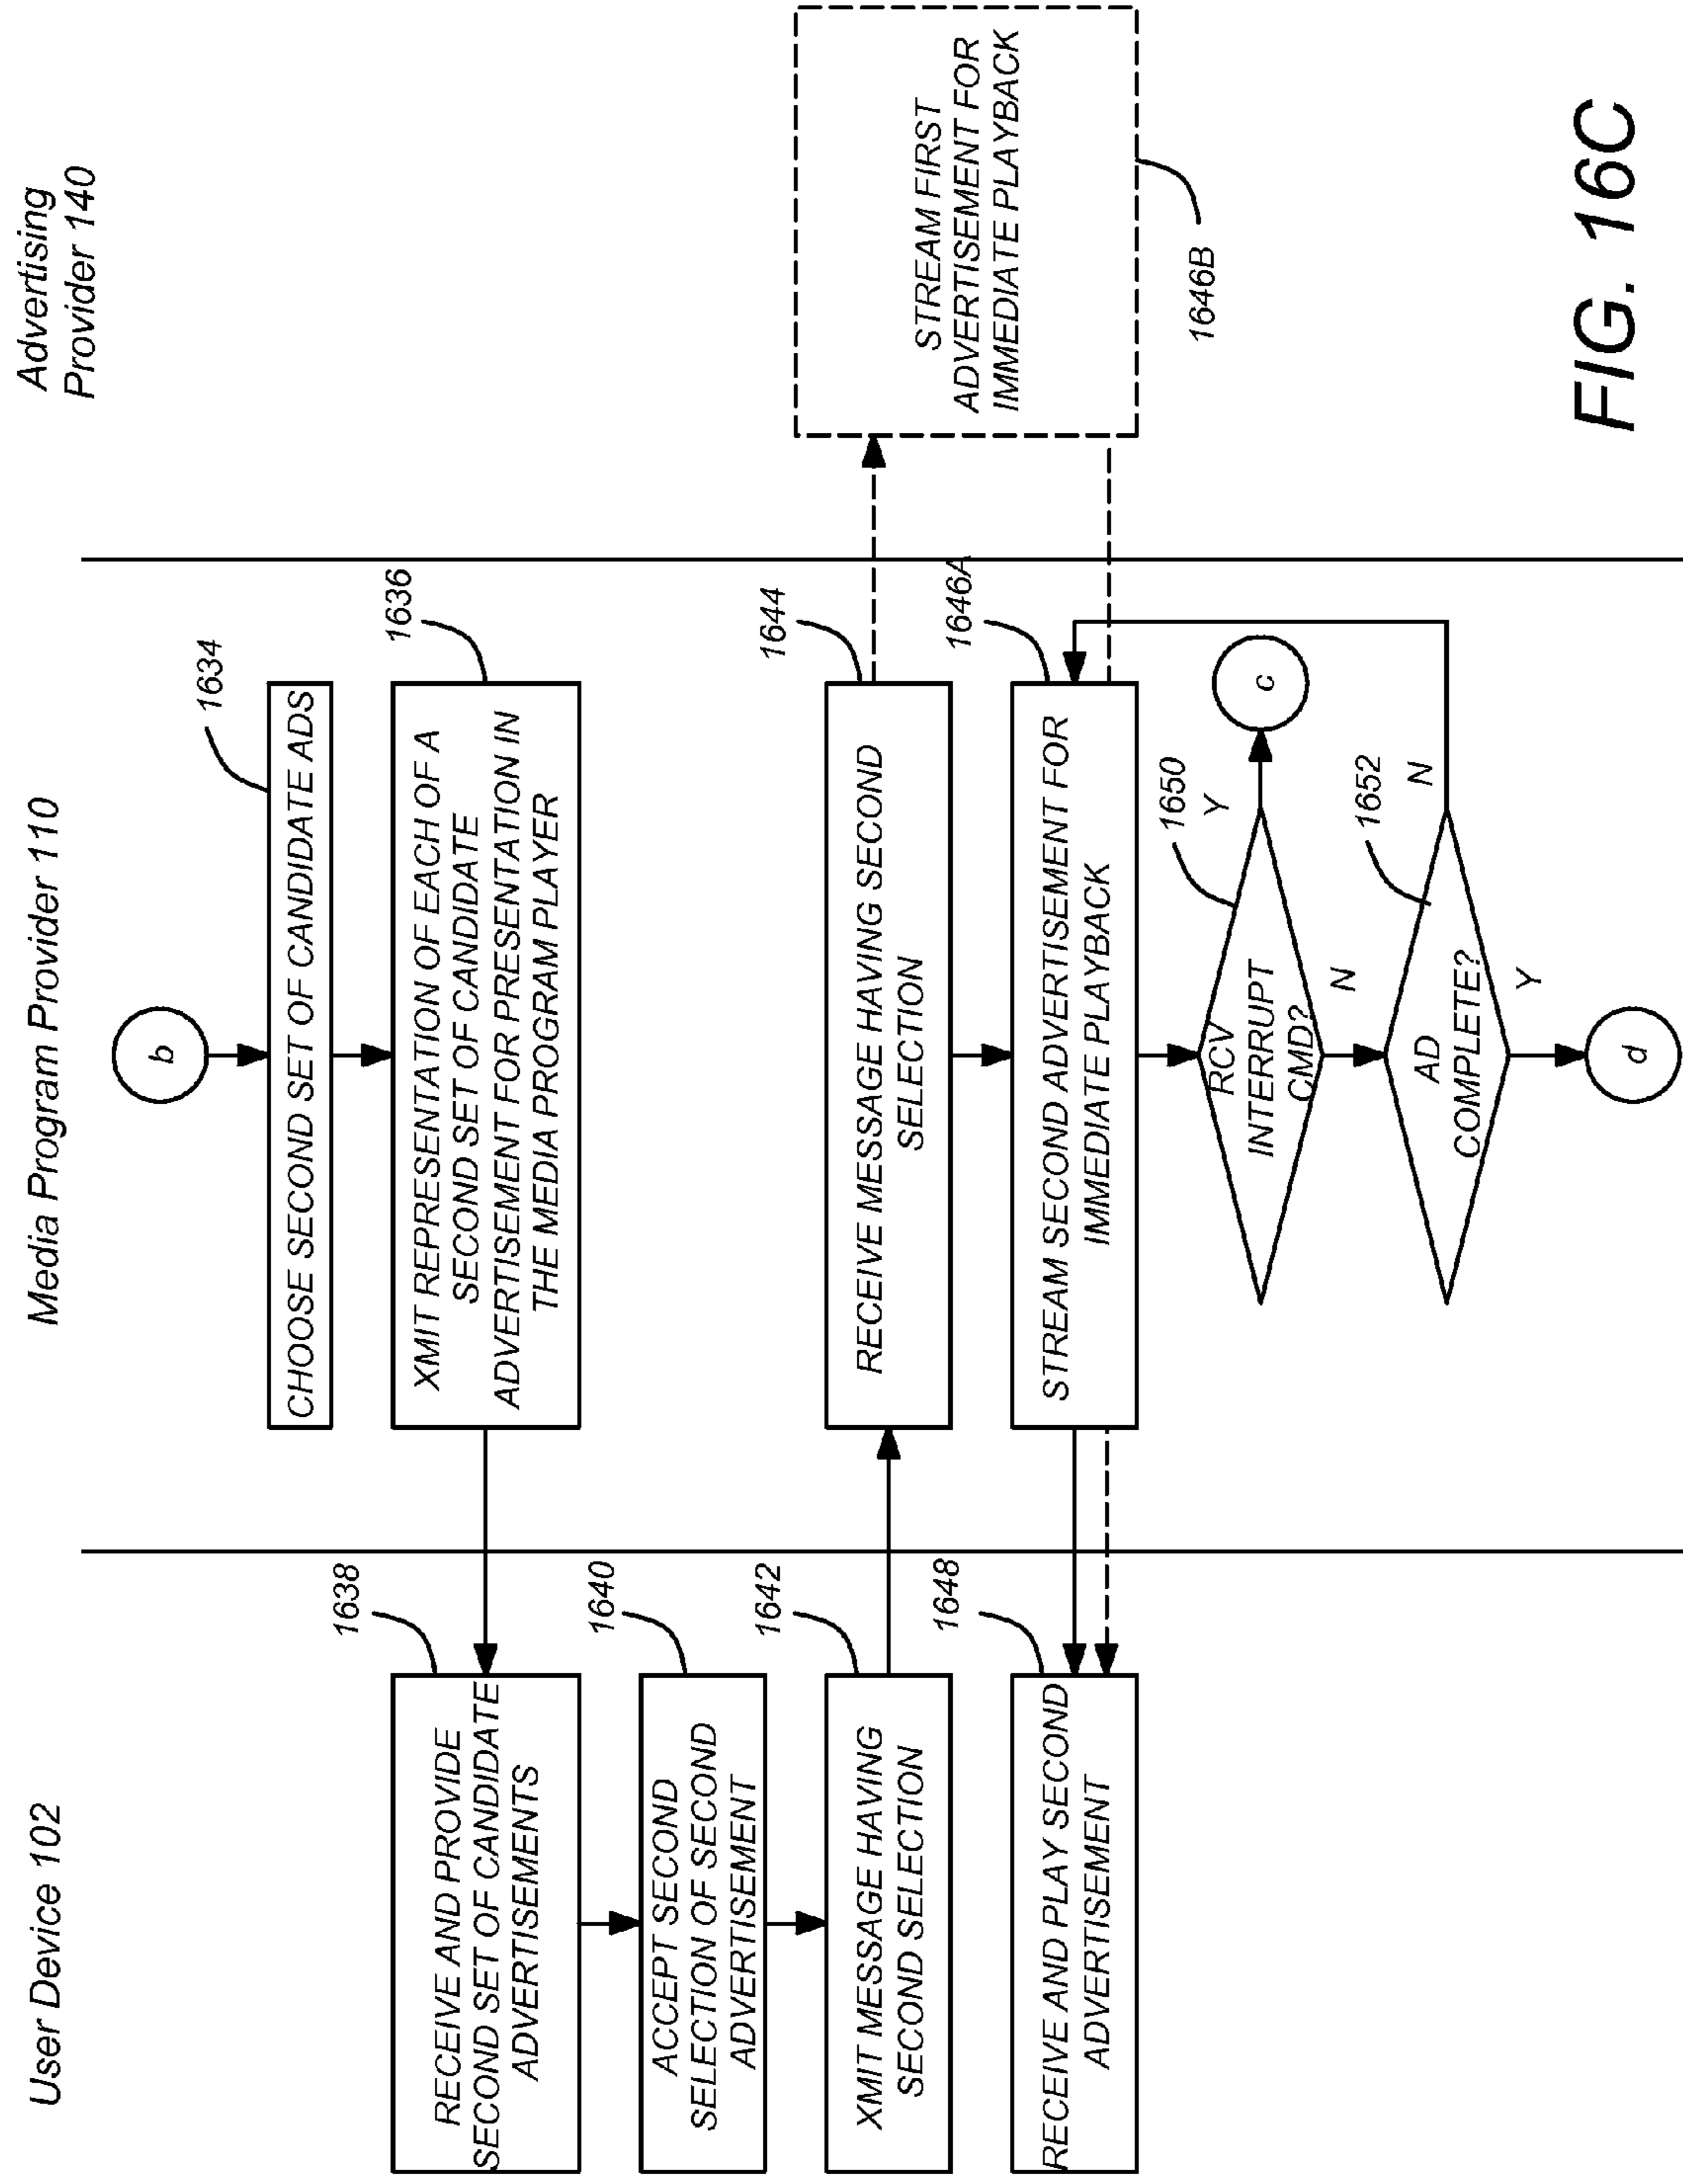 User Device 102
Media Program Provider 110
Advertising
Provider 140
b
1634
CHOOSE SECOND SET OF CANDIDATE ADS
1636
XMIT REPRESENTATION OF EACH OF A
SECOND SET OF CANDIDATE
ADVERTISEMENT FOR PRESENTATION IN
THE MEDIA PROGRAM PLAYER
1638
RECEIVE AND PROVIDE
SECOND SET OF CANDIDATE
ADVERTISEMENTS
1640
ACCEPT SECOND
SELECTION OF SECOND
ADVERTISEMENT
1642
XMIT MESSAGE HAVING
SECOND SELECTION
1644
RECEIVE MESSAGE HAVING SECOND
SELECTION
STREAM FIRST
ADVERTISEMENT FOR
IMMEDIATE PLAYBACK
1646B
1646A
STREAM SECOND ADVERTISEMENT FOR
IMMEDIATE PLAYBACK
1648
RECEIVE AND PLAY SECOND
ADVERTISEMENT
1650
RCV
INTERRUPT
CMD?
Y
c
N
1652
AD
COMPLETE?
N
Y
d
FIG. 16C